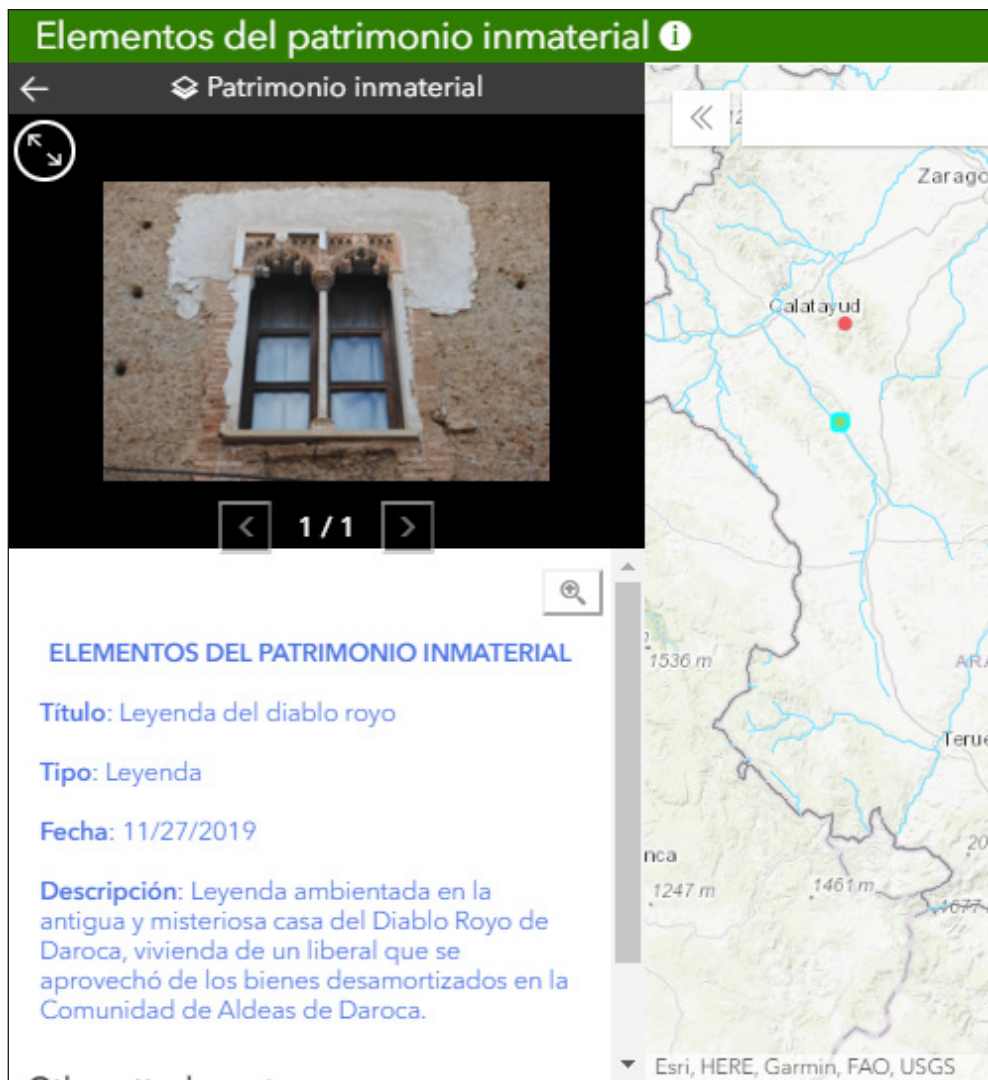 Elementos del patrimonio inmaterial
Patrimonio inmaterial
1 / 1
ELEMENTOS DEL PATRIMONIO INMATERIAL
Título: Leyenda del diablo royo
Tipo: Leyenda
Fecha: 11/27/2019
Descripción: Leyenda ambientada en la
antigua y misteriosa casa del Diablo Royo de
Daroca, vivienda de un liberal que se
aprovechó de los bienes desamortizados en la
Comunidad de Aldeas de Daroca.
Zarago
Calatayud
1536 m
ARA
Terue
nca
1247 m
1461 m
20
1677
Esri, HERE, Garmin, FAO, USGS